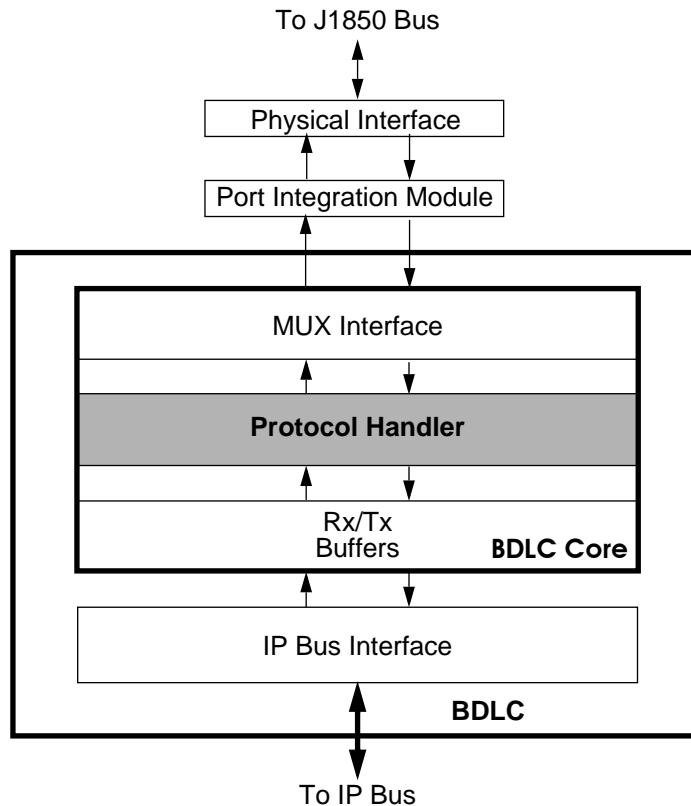 To J1850 Bus
Physical Interface
Port Integration Module
MUX Interface
Protocol Handler
Rx/Tx
Buffers
BDLC Core
IP Bus Interface
BDLC
To IP Bus